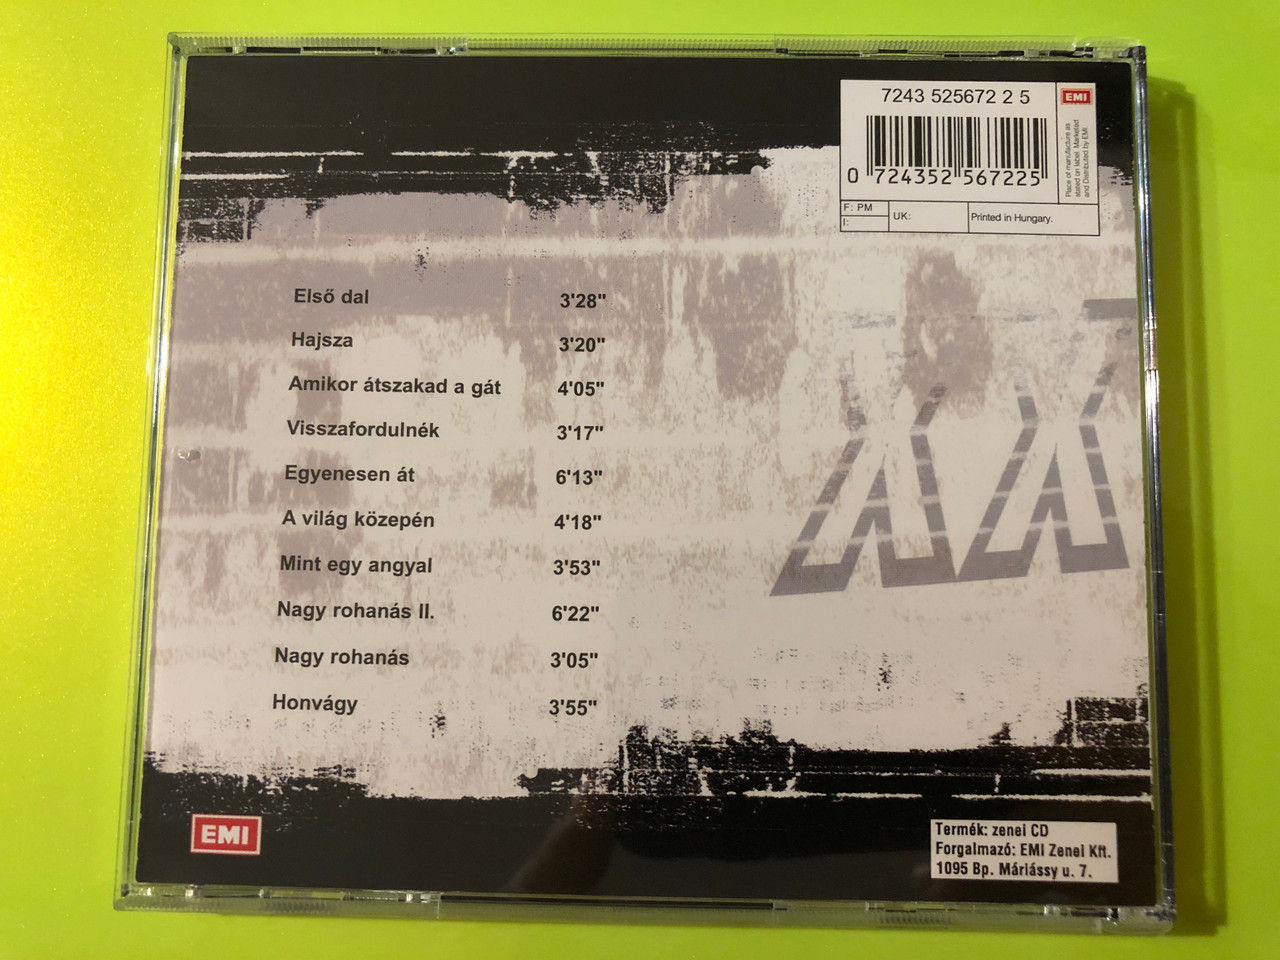 7243 525672 2 5
EMI
Place of manufacture as
stated on label. Marketed
and Distributed by EMI
0 724352 567225
F: PM
I:
UK:
Printed in Hungary.
Első dal 3'28"
Hajsza 3'20"
Amikor átszakad a gát 4'05"
Visszafordulnék 3'17"
Egyenesen át 6'13"
A világ közepén 4'18"
Mint egy angyal 3'53"
Nagy rohanás II. 6'22"
Nagy rohanás 3'05"
Honvágy 3'55"
XX
EMI
Termék: zenei CD
Forgalmazó: EMI Zenei Kft.
1095 Bp. Máriássy u. 7.